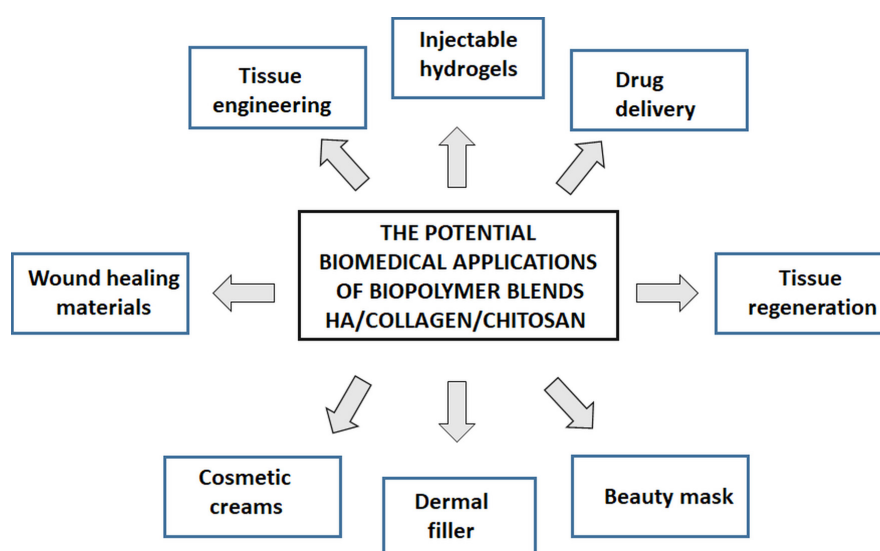 Injectable
hydrogels
Tissue
engineering
Drug
delivery
THE POTENTIAL
BIOMEDICAL APPLICATIONS
OF BIOPOLYMER BLENDS
HA/COLLAGEN/CHITOSAN
Wound healing
materials
Tissue
regeneration
Cosmetic
creams
Dermal
filler
Beauty mask